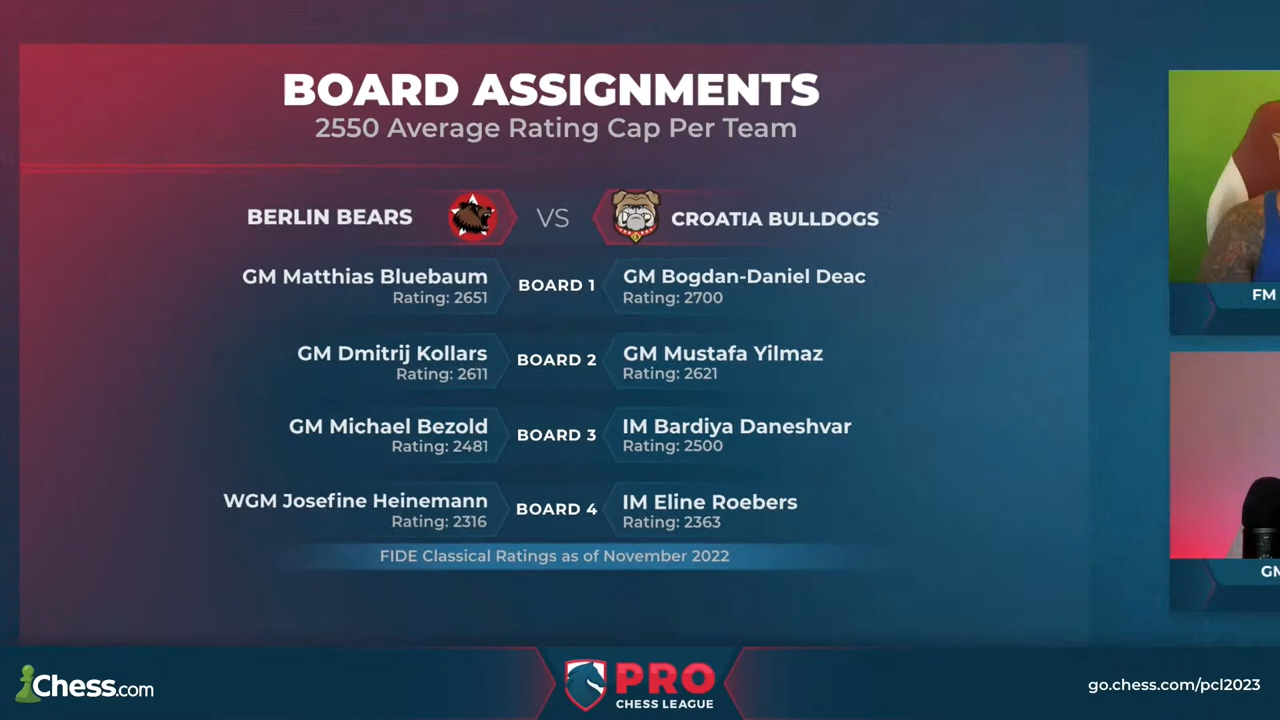 BOARD ASSIGNMENTS
2550 Average Rating Cap Per Team
BERLIN BEARS VS CROATIA BULLDOGS
GM Matthias Bluebaum BOARD 1 GM Bogdan-Daniel Deac
Rating: 2651 Rating: 2700
GM Dmitrij Kollars BOARD 2 GM Mustafa Yilmaz
Rating: 2611 Rating: 2621
GM Michael Bezold BOARD 3 IM Bardiya Daneshvar
Rating: 2481 Rating: 2500
WGM Josefine Heinemann BOARD 4 IM Eline Roebers
Rating: 2316 Rating: 2363
FIDE Classical Ratings as of November 2022
FM
GM
Chess.com
PRO
CHESS LEAGUE
go.chess.com/pcl2023